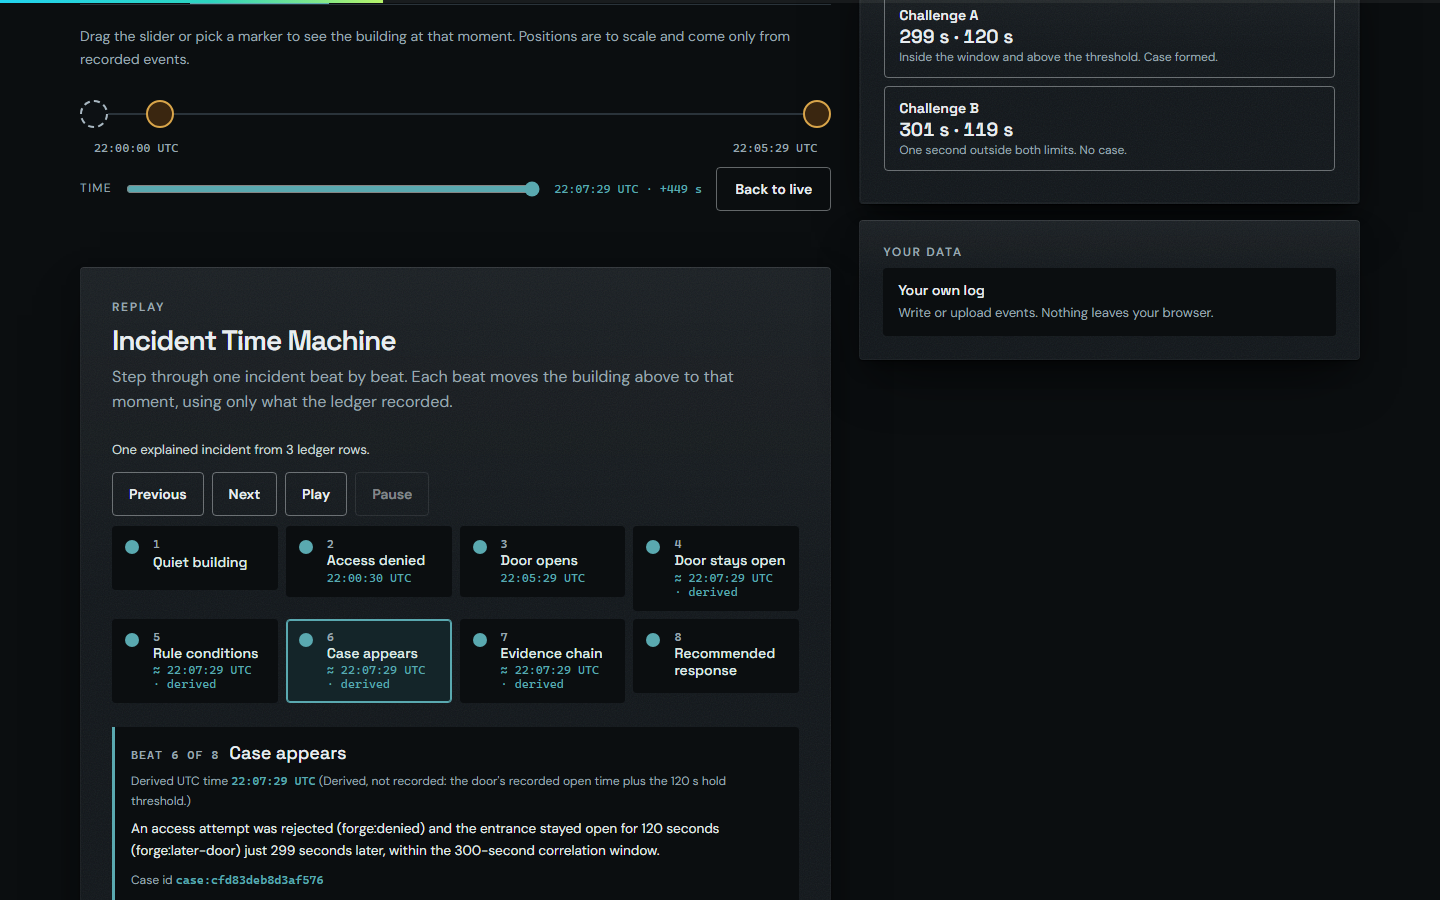 Drag the slider or pick a marker to see the building at that moment. Positions are to scale and come only from
recorded events.
22:00:00 UTC
22:05:29 UTC
TIME
22:07:29 UTC · +449 s
Back to live
REPLAY
Incident Time Machine
Step through one incident beat by beat. Each beat moves the building above to that
moment, using only what the ledger recorded.
One explained incident from 3 ledger rows.
Previous
Next
Play
Pause
1
Quiet building
2
Access denied
22:00:30 UTC
3
Door opens
22:05:29 UTC
4
Door stays open
≈ 22:07:29 UTC
· derived
5
Rule conditions
≈ 22:07:29 UTC
· derived
6
Case appears
≈ 22:07:29 UTC
· derived
7
Evidence chain
≈ 22:07:29 UTC
· derived
8
Recommended
response
BEAT 6 OF 8 Case appears
Derived UTC time 22:07:29 UTC (Derived, not recorded: the door's recorded open time plus the 120 s hold
threshold.)
An access attempt was rejected (forge:denied) and the entrance stayed open for 120 seconds
(forge:later-door) just 299 seconds later, within the 300-second correlation window.
Case id case:cfd83deb8d3af576
Challenge A
299 s · 120 s
Inside the window and above the threshold. Case formed.
Challenge B
301 s · 119 s
One second outside both limits. No case.
YOUR DATA
Your own log
Write or upload events. Nothing leaves your browser.